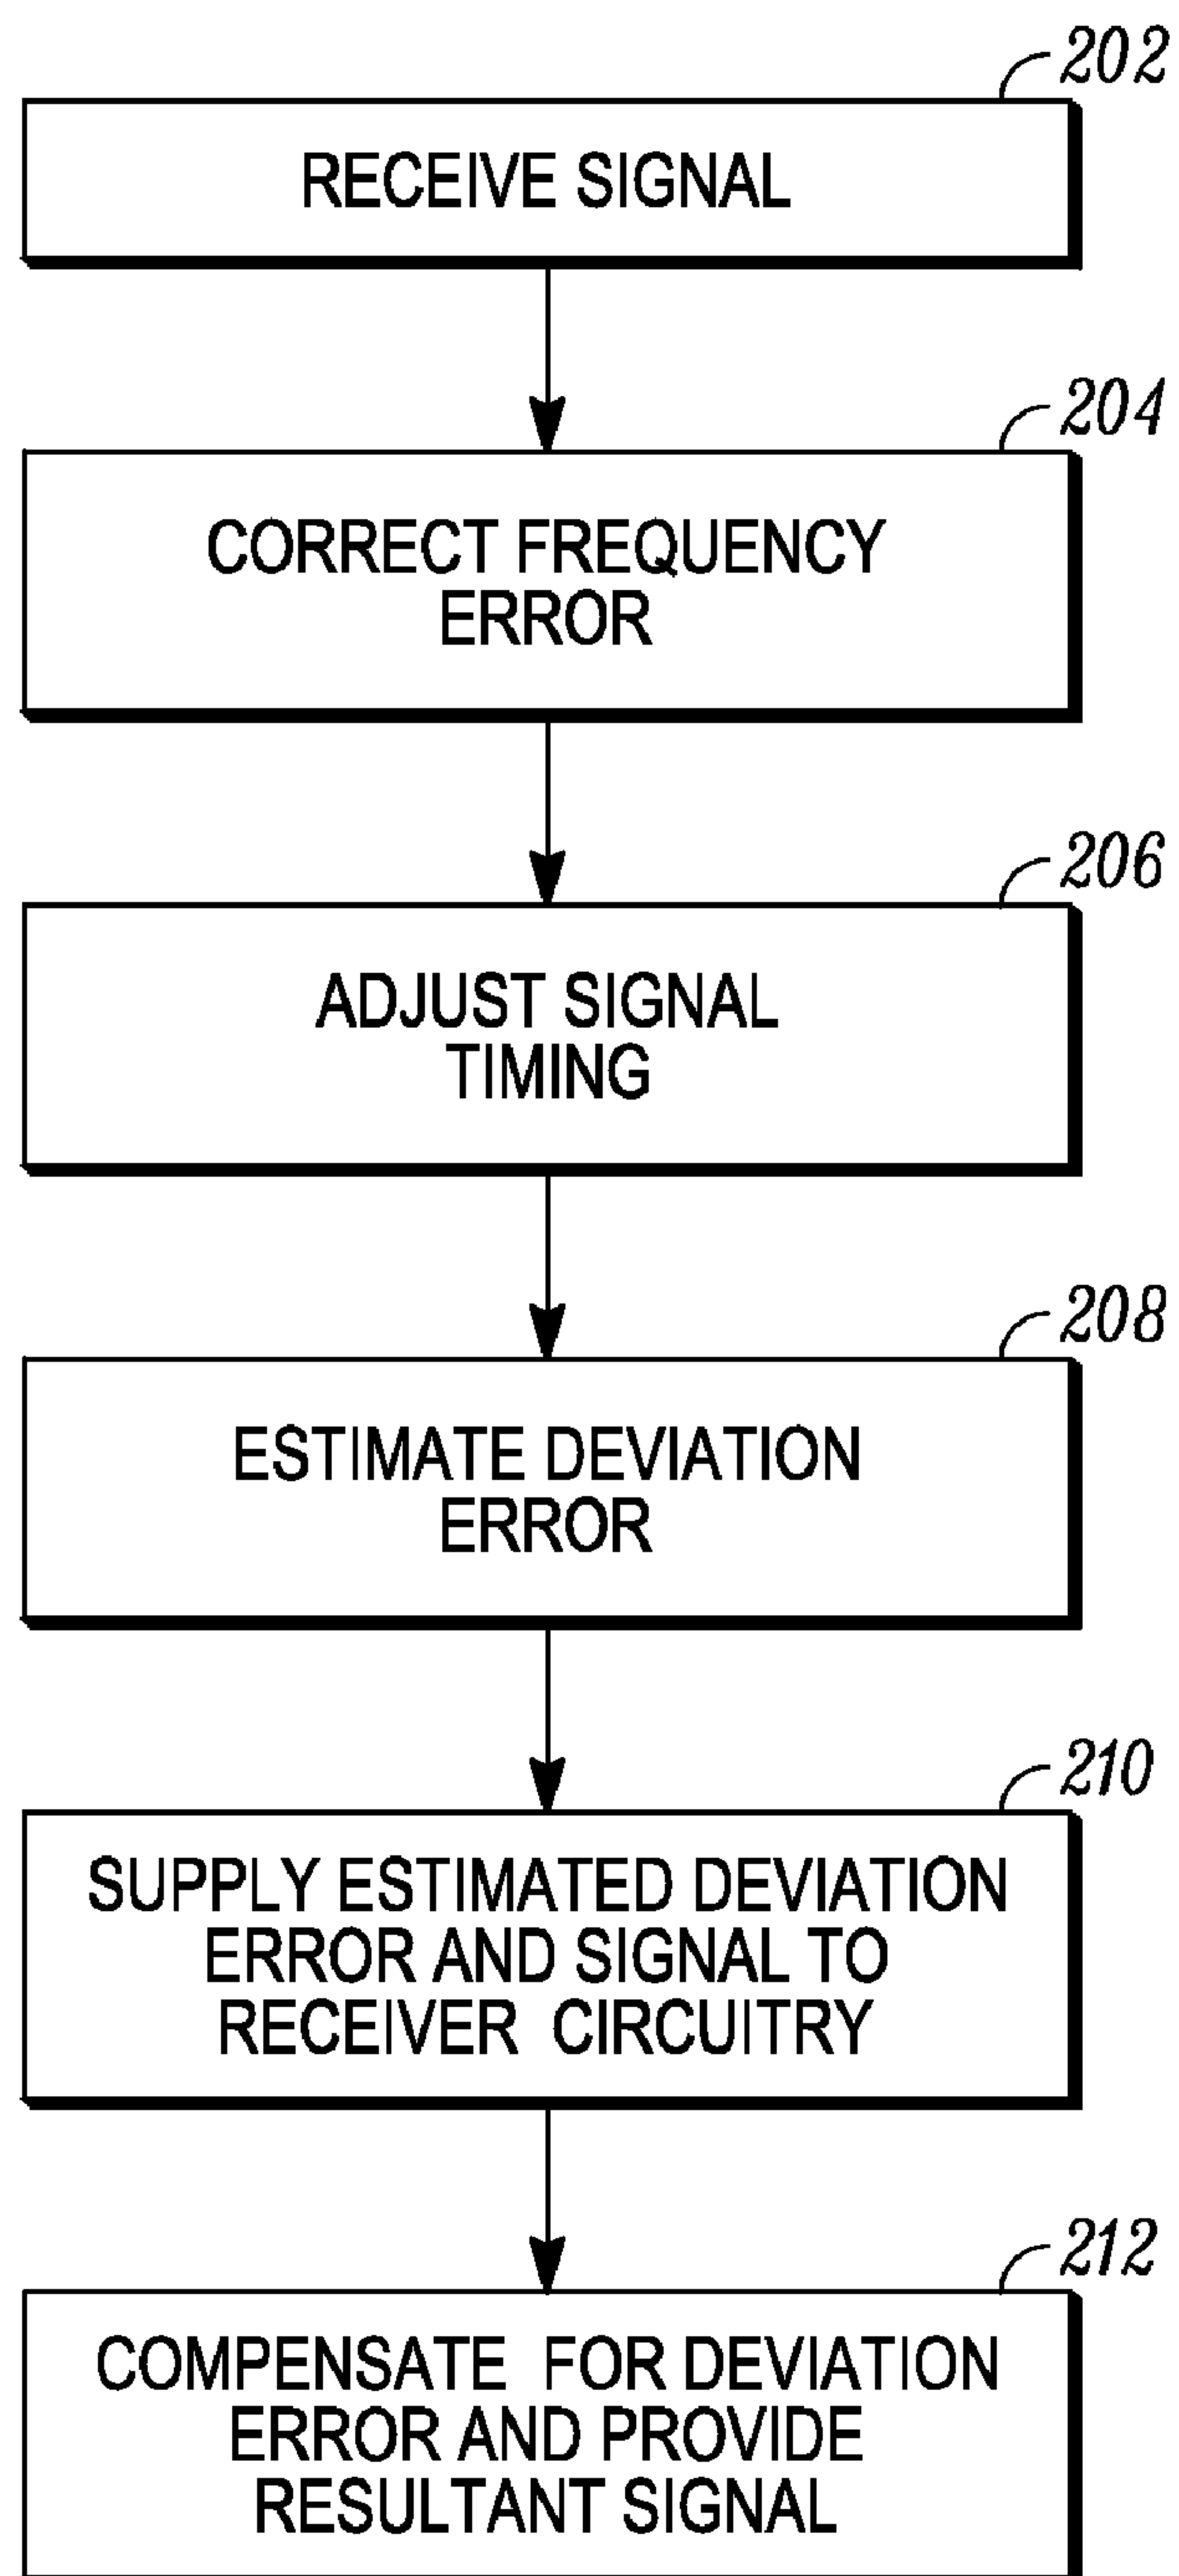 202
RECEIVE SIGNAL
204
CORRECT FREQUENCY
ERROR
206
ADJUST SIGNAL
TIMING
208
ESTIMATE DEVIATION
ERROR
210
SUPPLY ESTIMATED DEVIATION
ERROR AND SIGNAL TO
RECEIVER CIRCUITRY
212
COMPENSATE FOR DEVIATION
ERROR AND PROVIDE
RESULTANT SIGNAL